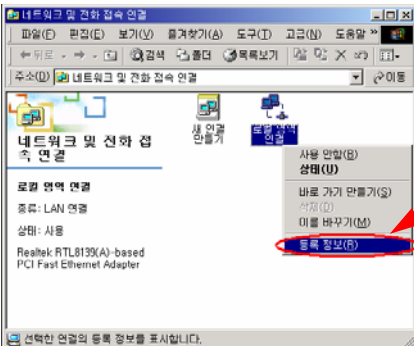 네트워크 및 전화 접속 연결
파일(F) 편집(E) 보기(V) 즐겨찾기(A) 도구(T) 고급(N) 도움말 »
뒤로 검색 폴더 목록보기
주소(D) 네트워크 및 전화 접속 연결 이동
네트워크 및 전화 접
속 연결
로컬 영역 연결
종류: LAN 연결
상태: 사용
Realtek RTL8139(A)-based
PCI Fast Ethernet Adapter
새 연결
만들기
로컬 영역
연결
사용 안함(B)
상태(U)
바로 가기 만들기(S)
삭제(D)
이름 바꾸기(M)
등록 정보(R)
선택한 연결의 등록 정보를 표시합니다.